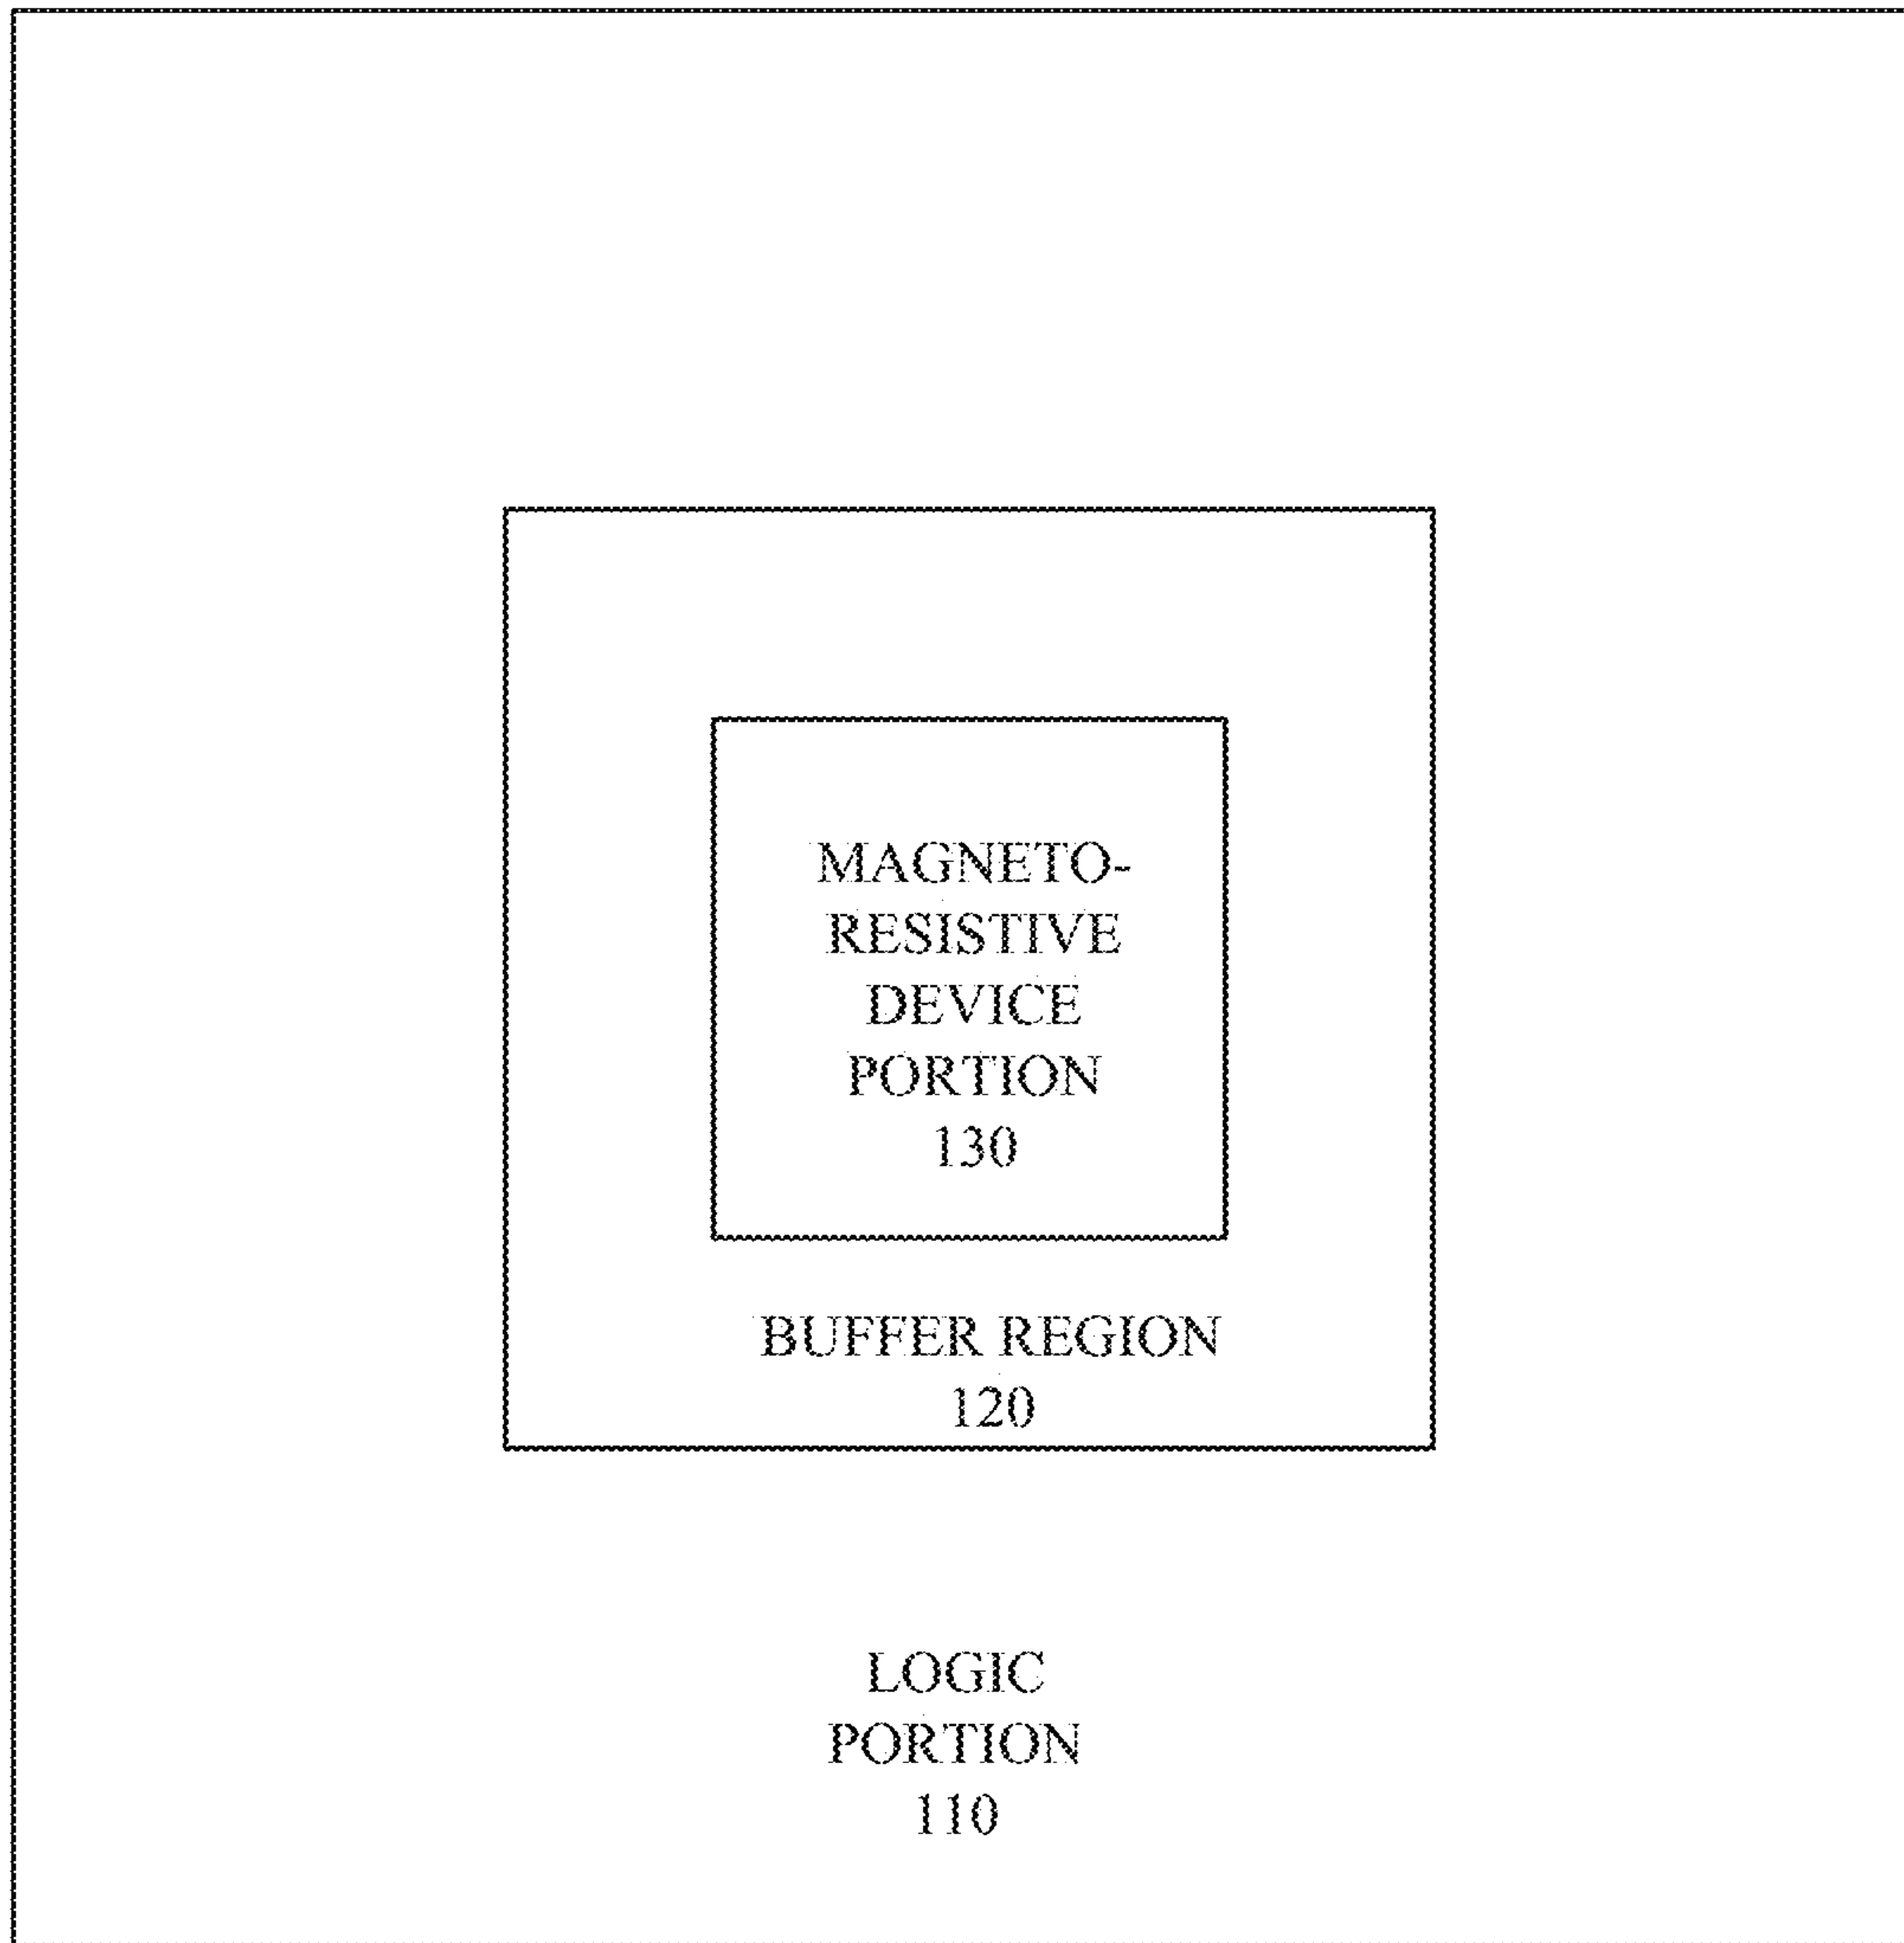 MAGNETO-
RESISTIVE
DEVICE
PORTION
130
BUFFER REGION
120
LOGIC
PORTION
110